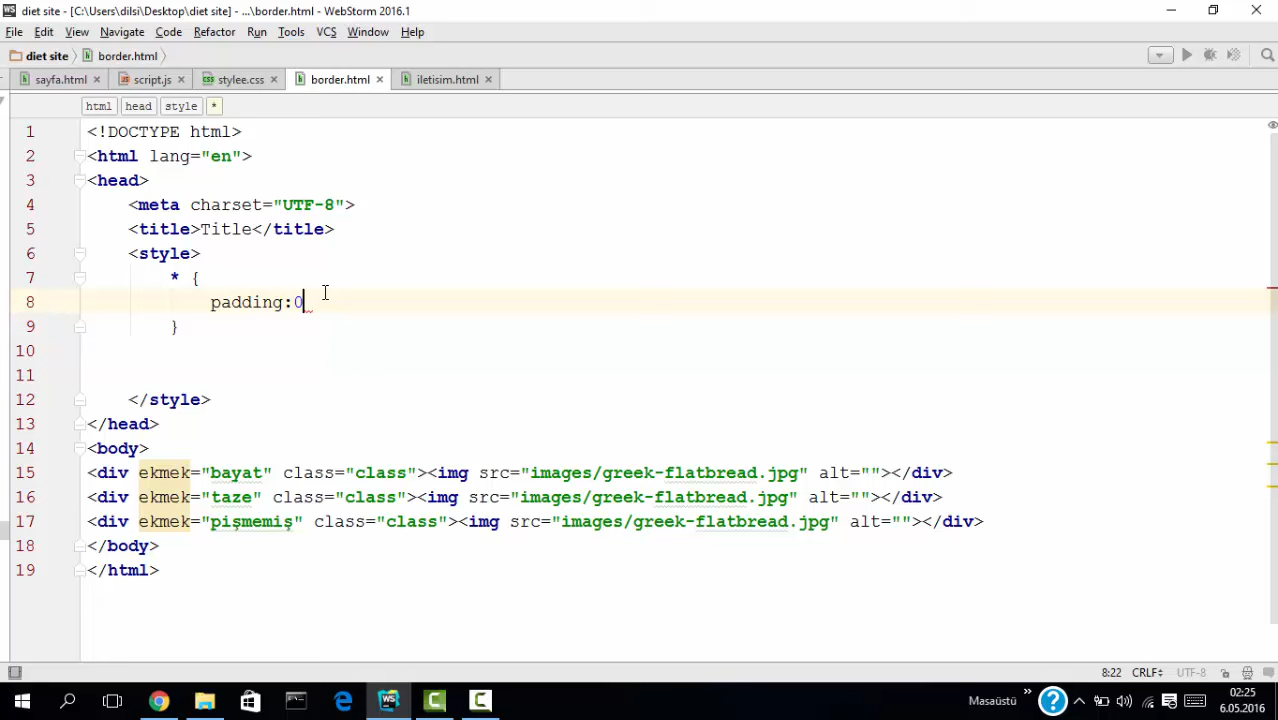 diet site - [C:\Users\dilsi\Desktop\diet site] - ...\border.html - WebStorm 2016.1
File Edit View Navigate Code Refactor Run Tools VCS Window Help
diet site border.html
sayfa.html script.js stylee.css border.html iletisim.html
html head style *
1 <!DOCTYPE html>
2 <html lang="en">
3 <head>
4 <meta charset="UTF-8">
5 <title>Title</title>
6 <style>
7 * {
8 padding:0
9 }
10
11
12 </style>
13 </head>
14 <body>
15 <div ekmek="bayat" class="class"><img src="images/greek-flatbread.jpg" alt=""></div>
16 <div ekmek="taze" class="class"><img src="images/greek-flatbread.jpg" alt=""></div>
17 <div ekmek="pişmemiş" class="class"><img src="images/greek-flatbread.jpg" alt=""></div>
18 </body>
19 </html>
8:22 CRLF UTF-8
Masaüstü
02:25
6.05.2016